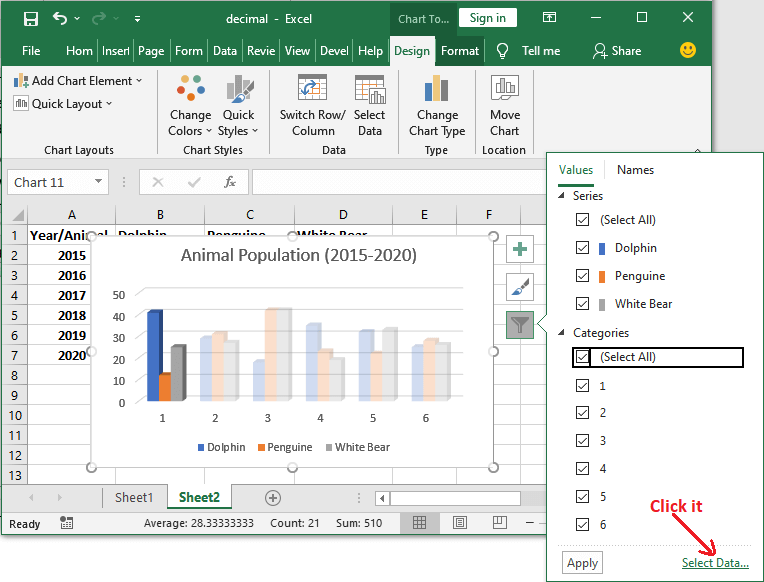 decimal - Excel
Chart To...
Sign in
File Hom Insert Page Form Data Revie View Devel Help Design Format Tell me Share
Add Chart Element
Quick Layout
Change Colors
Quick Styles
Switch Row/ Column
Select Data
Change Chart Type
Move Chart
Chart Layouts Chart Styles Data Type Location
Chart 11
fx
A B C D E F
1 Year/Animal Dolphin Penguine White Bear
2 2015
3 2016
4 2017
5 2018
6 2019
7 2020
8
9
10
11
12
13
Animal Population (2015-2020)
50
40
30
20
10
0
1 2 3 4 5 6
Dolphin Penguine White Bear
Sheet1 Sheet2
Ready Average: 28.33333333 Count: 21 Sum: 510
Values Names
Series
(Select All)
Dolphin
Penguine
White Bear
Categories
(Select All)
1
2
3
4
5
6
Click it
Apply Select Data...